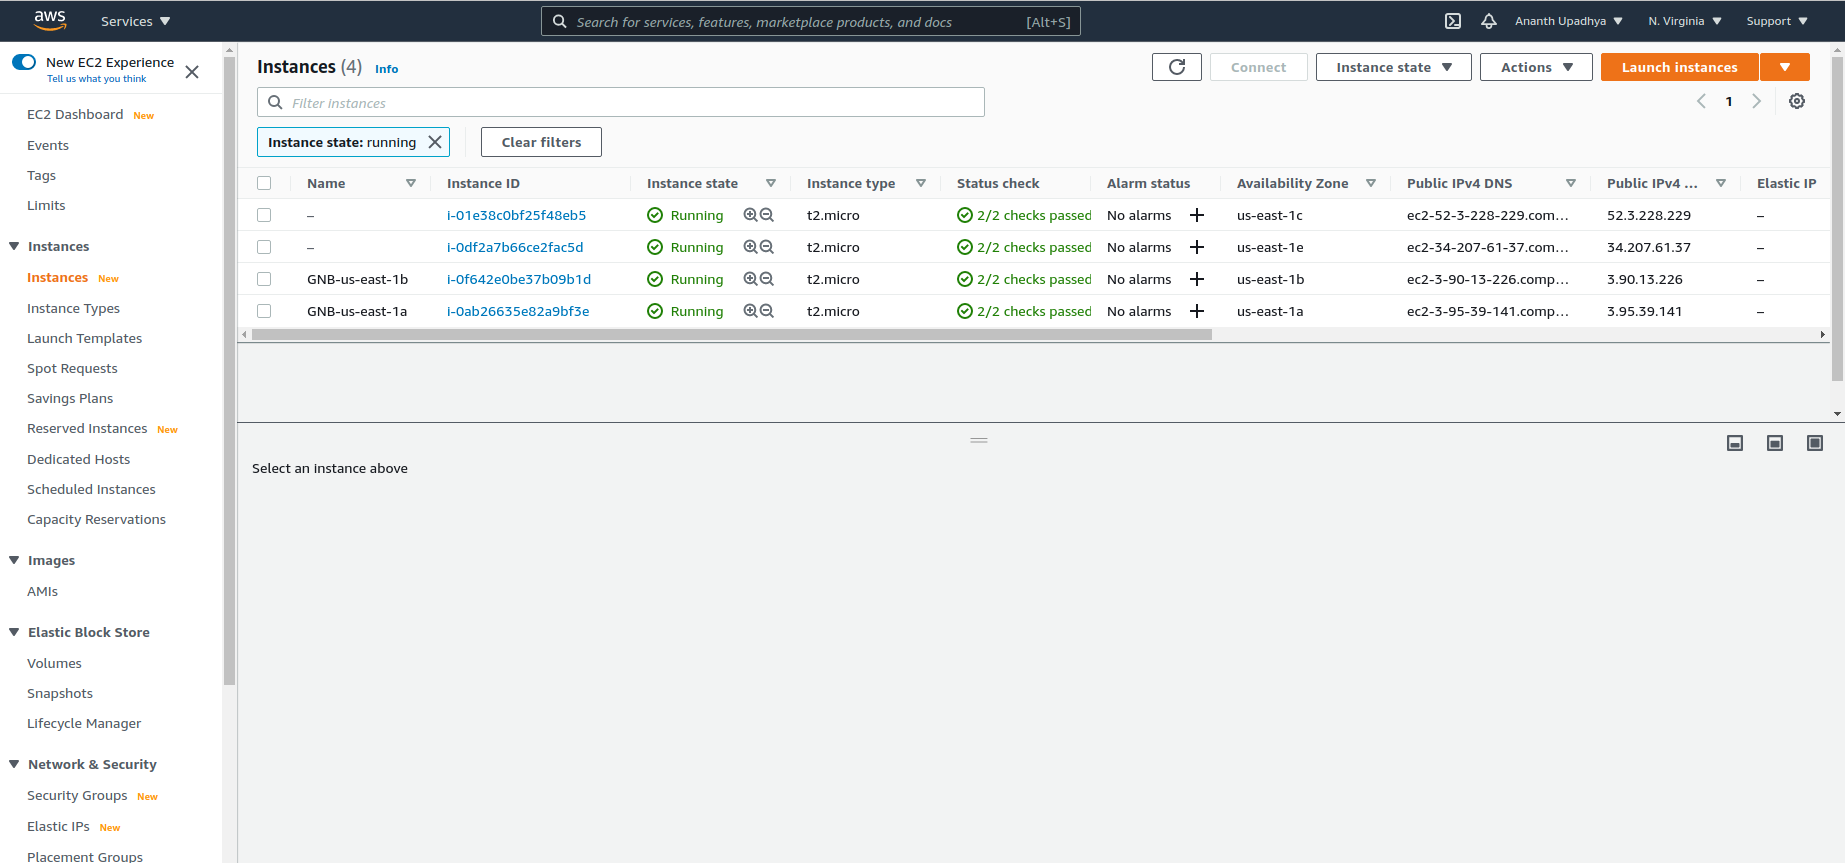 aws
Services
Search for services, features, marketplace products, and docs [Alt+S]
Ananth Upadhya
N. Virginia
Support
New EC2 Experience
Tell us what you think
EC2 Dashboard New
Events
Tags
Limits
Instances
Instances New
Instance Types
Launch Templates
Spot Requests
Savings Plans
Reserved Instances New
Dedicated Hosts
Scheduled Instances
Capacity Reservations
Images
AMIs
Elastic Block Store
Volumes
Snapshots
Lifecycle Manager
Network & Security
Security Groups New
Elastic IPs New
Placement Groups
Instances (4) Info
Connect
Instance state
Actions
Launch instances
Filter instances
1
Instance state: running
Clear filters
Name Instance ID Instance state Instance type Status check Alarm status Availability Zone Public IPv4 DNS Public IPv4 ... Elastic IP
– i-01e38c0bf25f48eb5 Running t2.micro 2/2 checks passed No alarms us-east-1c ec2-52-3-228-229.com... 52.3.228.229 –
– i-0df2a7b66ce2fac5d Running t2.micro 2/2 checks passed No alarms us-east-1e ec2-34-207-61-37.com... 34.207.61.37 –
GNB-us-east-1b i-0f642e0be37b09b1d Running t2.micro 2/2 checks passed No alarms us-east-1b ec2-3-90-13-226.comp... 3.90.13.226 –
GNB-us-east-1a i-0ab26635e82a9bf3e Running t2.micro 2/2 checks passed No alarms us-east-1a ec2-3-95-39-141.comp... 3.95.39.141 –
Select an instance above